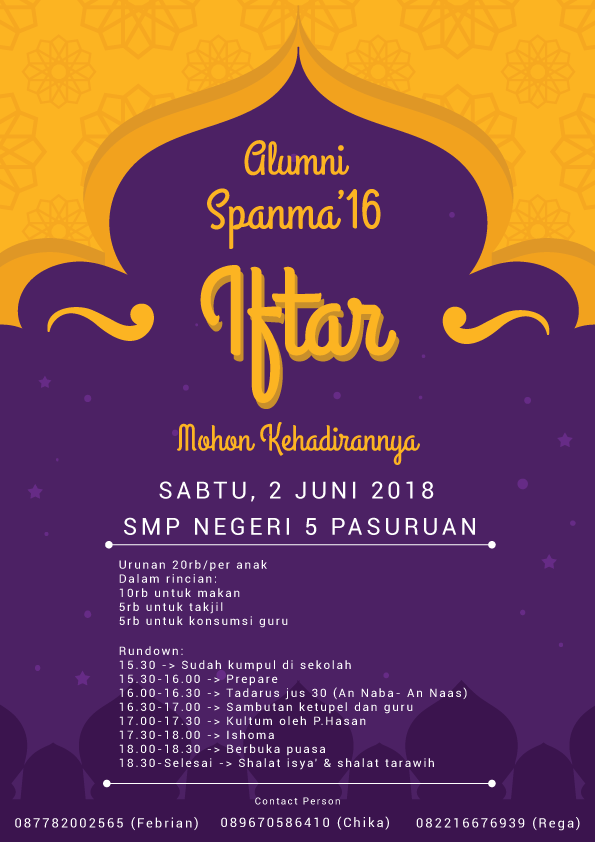 Alumni
Spanma'16
Iftar
Mohon Kehadirannya
SABTU, 2 JUNI 2018
SMP NEGERI 5 PASURUAN
Urunan 20rb/per anak
Dalam rincian:
10rb untuk makan
5rb untuk takjil
5rb untuk konsumsi guru
Rundown:
15.30 -> Sudah kumpul di sekolah
15.30-16.00 -> Prepare
16.00-16.30 -> Tadarus jus 30 (An Naba- An Naas)
16.30-17.00 -> Sambutan ketupel dan guru
17.00-17.30 -> Kultum oleh P.Hasan
17.30-18.00 -> Ishoma
18.00-18.30 -> Berbuka puasa
18.30-Selesai -> Shalat isya' & shalat tarawih
Contact Person
087782002565 (Febrian) 089670586410 (Chika) 082216676939 (Rega)